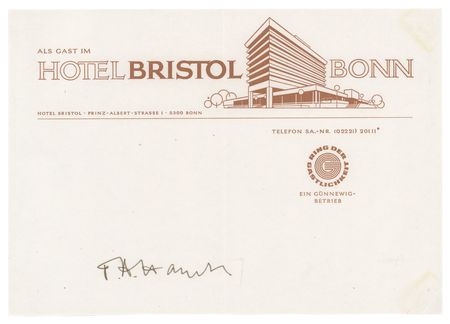 ALS GAST IM
HOTEL BRISTOL BONN
HOTEL BRISTOL · PRINZ-ALBERT-STRASSE 1 · 5300 BONN
TELEFON SA.-NR. (02221) 20111*
RING DER GASTLICHKEIT
EIN GÜNNEWIG-
BETRIEB